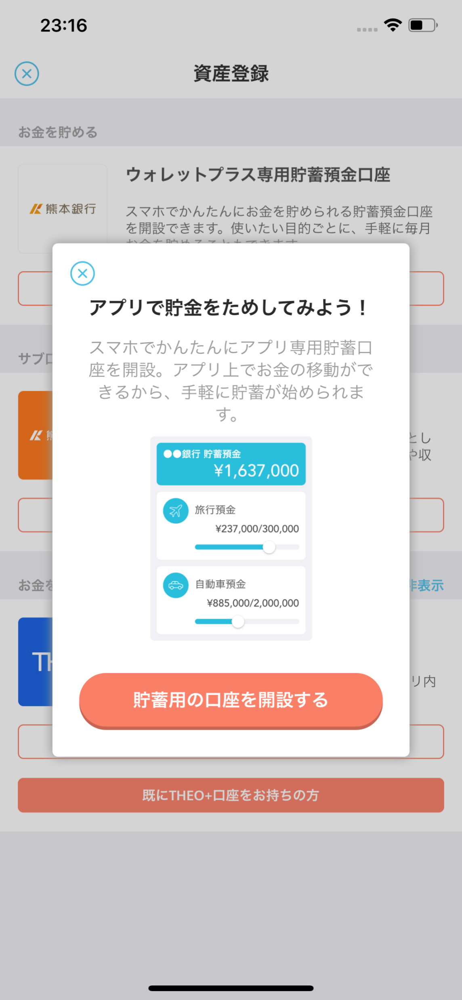 23:16
資産登録
お金を貯める
熊本銀行
ウォレットプラス専用貯蓄預金口座
スマホでかんたんにお金を貯められる貯蓄預金口座
を開設できます。使いたい目的ごとに、手軽に毎月
アプリで貯金をためしてみよう！
スマホでかんたんにアプリ専用貯蓄口
座を開設。アプリ上でお金の移動がで
きるから、手軽に貯蓄が始められま
す。
サブ
とし
や収
●●銀行 貯蓄預金
¥1,637,000
旅行預金
¥237,000/300,000
自動車預金
¥885,000/2,000,000
お金を
非表示
TH
リ内
貯蓄用の口座を開設する
既にTHEO+口座をお持ちの方